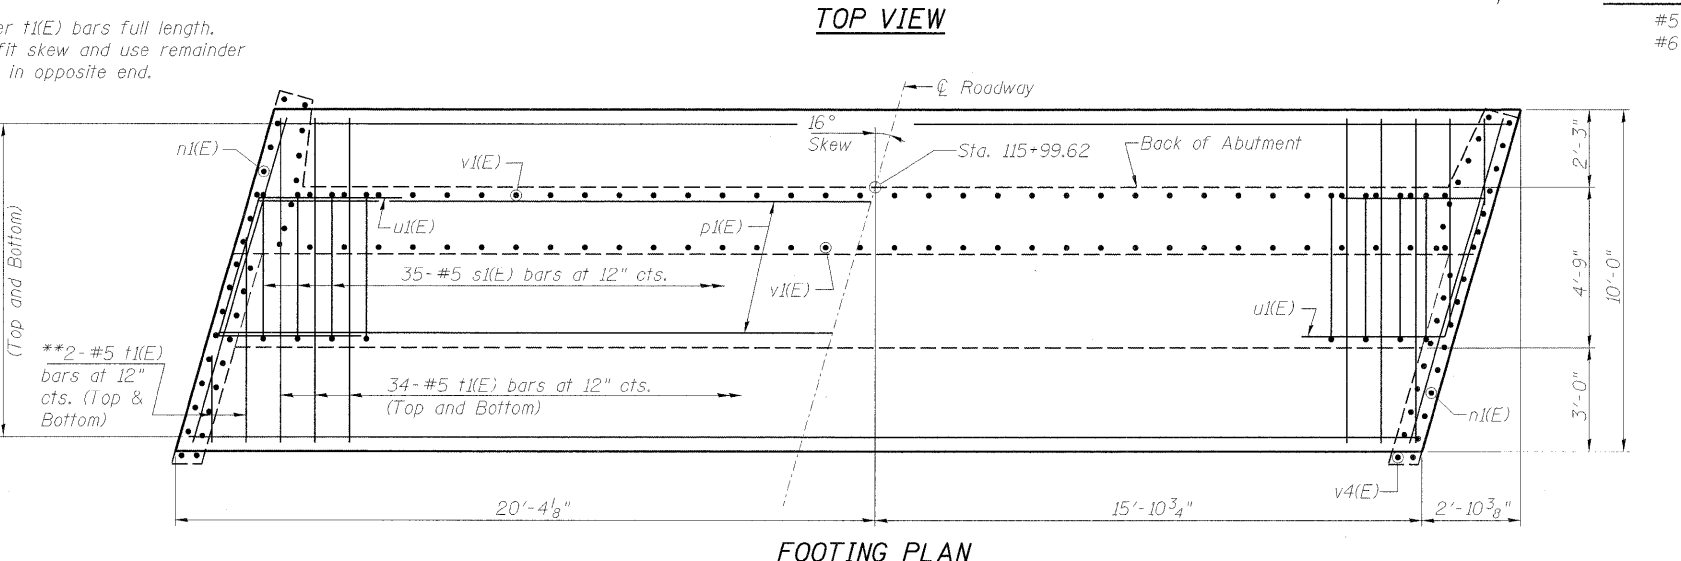 TOP VIEW
#5
#6
er t1(E) bars full length.
fit skew and use remainder
in opposite end.
℄ Roadway
16°
Skew
Sta. 115+99.62
Back of Abutment
n1(E)
v1(E)
2'-3"
u1(E)
p1(E)
(Top and Bottom)
35-#5 s1(E) bars at 12" cts.
v1(E)
u1(E)
4'-9"
10'-0"
**2-#5 t1(E)
bars at 12"
cts. (Top &
Bottom)
34-#5 t1(E) bars at 12" cts.
(Top and Bottom)
n1(E)
3'-0"
v4(E)
20'-4 1/8"
15'-10 3/4"
2'-10 3/8"
FOOTING PLAN